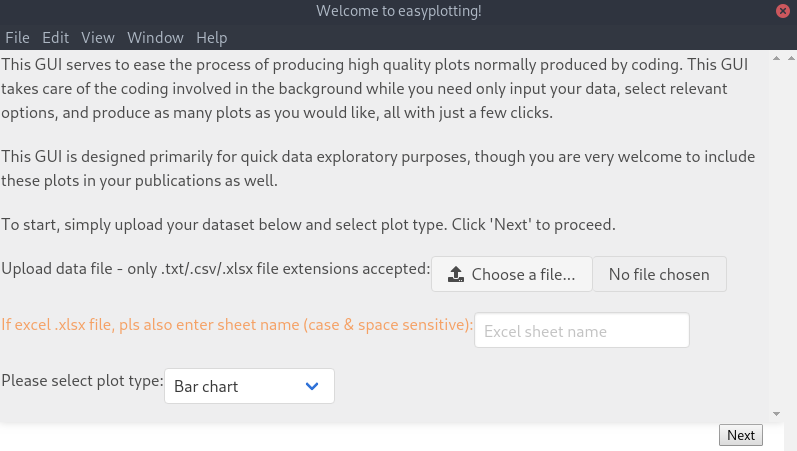 Welcome to easyplotting!
File Edit View Window Help
This GUI serves to ease the process of producing high quality plots normally produced by coding. This GUI
takes care of the coding involved in the background while you need only input your data, select relevant
options, and produce as many plots as you would like, all with just a few clicks.
This GUI is designed primarily for quick data exploratory purposes, though you are very welcome to include
these plots in your publications as well.
To start, simply upload your dataset below and select plot type. Click 'Next' to proceed.
Upload data file - only .txt/.csv/.xlsx file extensions accepted: Choose a file... No file chosen
If excel .xlsx file, pls also enter sheet name (case & space sensitive): Excel sheet name
Please select plot type: Bar chart
Next